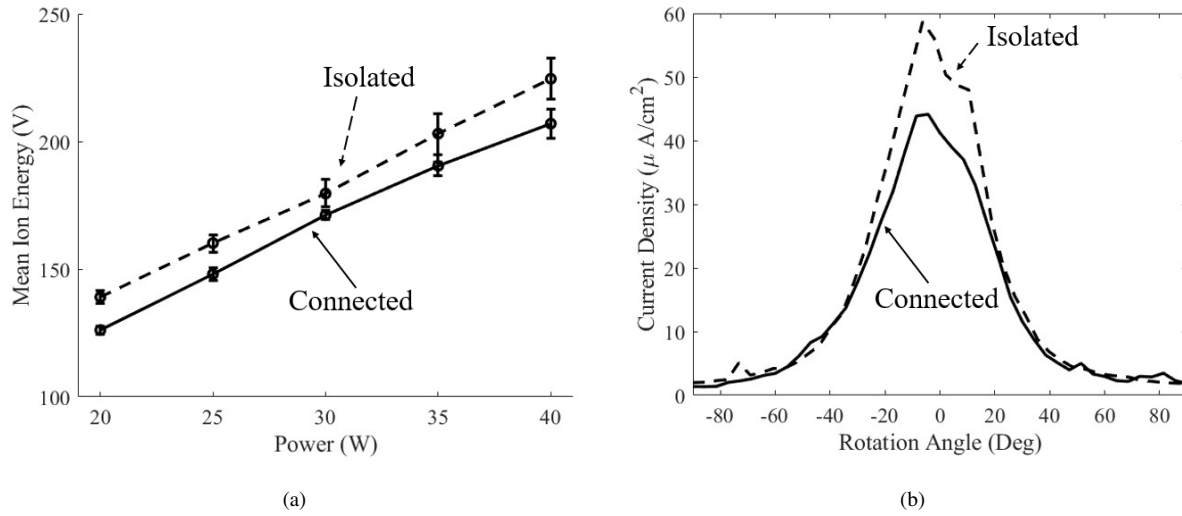 250
200
150
100
Mean Ion Energy (V)
20 25 30 35 40
Power (W)
Isolated
Connected
(a)
60
50
40
30
20
10
0
Current Density (μ A/cm²)
-80 -60 -40 -20 0 20 40 60 80
Rotation Angle (Deg)
Isolated
Connected
(b)